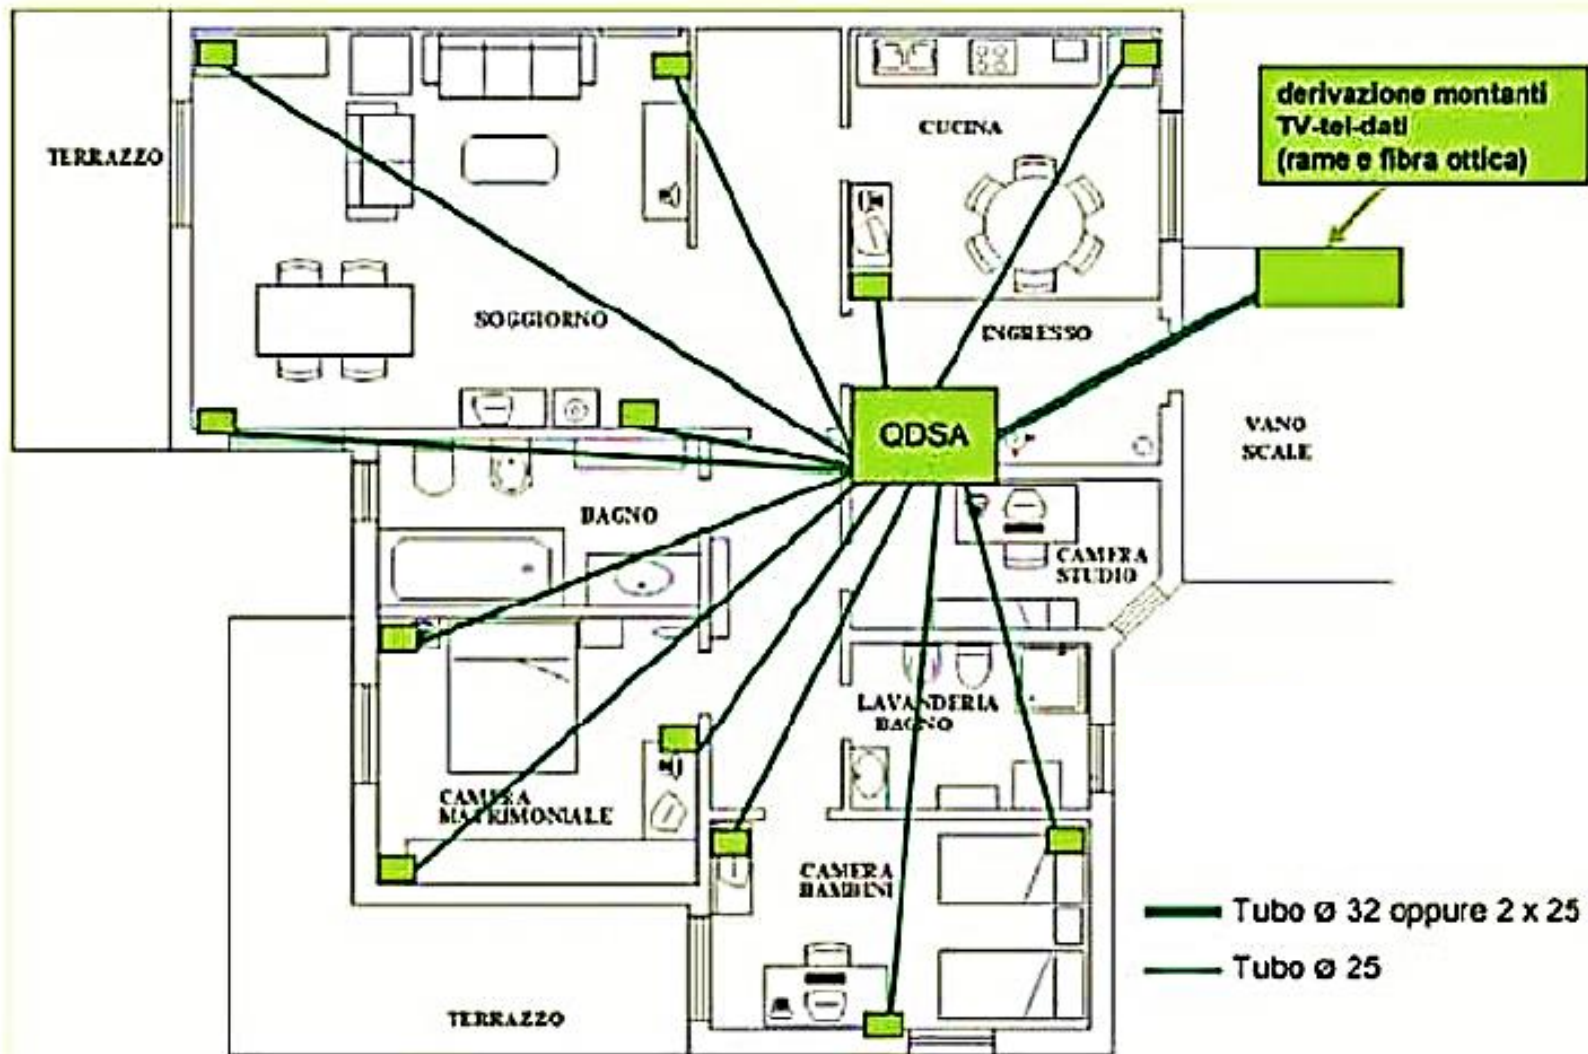 derivazione montanti
TV-tel-dati
(rame e fibra ottica)
TERRAZZO
CUCINA
SOGGIORNO
INGRESSO
QDSA
VANO
SCALE
BAGNO
CAMERA
STUDIO
LAVANDERIA
BAGNO
CAMERA
MATRIMONIALE
CAMERA
BAMBINI
Tubo ø 32 oppure 2 x 25
Tubo ø 25
TERRAZZO